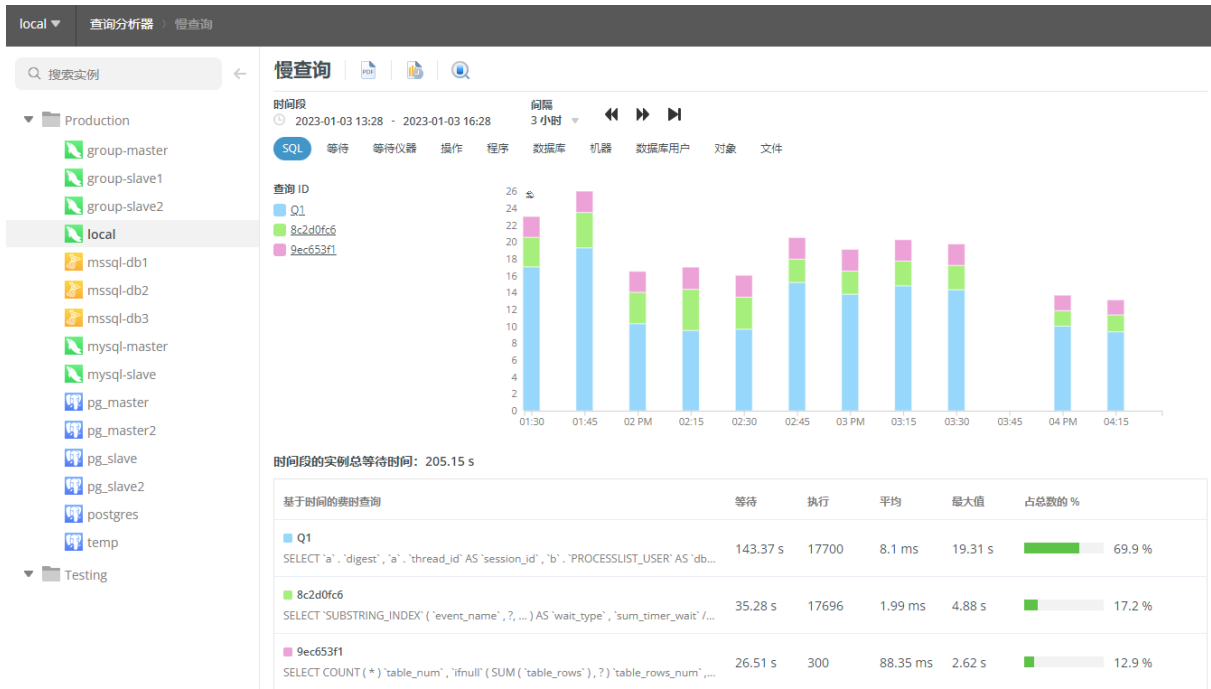 local ▼ 查询分析器 〉 慢查询
搜索实例
Production
group-master
group-slave1
group-slave2
local
mssql-db1
mssql-db2
mssql-db3
mysql-master
mysql-slave
pg_master
pg_master2
pg_slave
pg_slave2
postgres
temp
Testing
慢查询
PDF
时间段
2023-01-03 13:28 - 2023-01-03 16:28
间隔
3 小时
SQL 等待 等待仪器 操作 程序 数据库 机器 数据库用户 对象 文件
查询 ID
Q1
8c2d0fc6
9ec653f1
秒
26
24
22
20
18
16
14
12
10
8
6
4
2
0
01:30 01:45 02 PM 02:15 02:30 02:45 03 PM 03:15 03:30 03:45 04 PM 04:15
时间段的实例总等待时间：205.15 s
基于时间的费时查询 等待 执行 平均 最大值 占总数的 %
Q1
SELECT `a` . `digest` , `a` . `thread_id` AS `session_id` , `b` . `PROCESSLIST_USER` AS `db...
143.37 s 17700 8.1 ms 19.31 s 69.9 %
8c2d0fc6
SELECT `SUBSTRING_INDEX` ( `event_name` , ?, ... ) AS `wait_type` , `sum_timer_wait` /...
35.28 s 17696 1.99 ms 4.88 s 17.2 %
9ec653f1
SELECT COUNT ( * ) `table_num` , `ifnull` ( SUM ( `table_rows` ) , ? ) `table_rows_num` ,...
26.51 s 300 88.35 ms 2.62 s 12.9 %